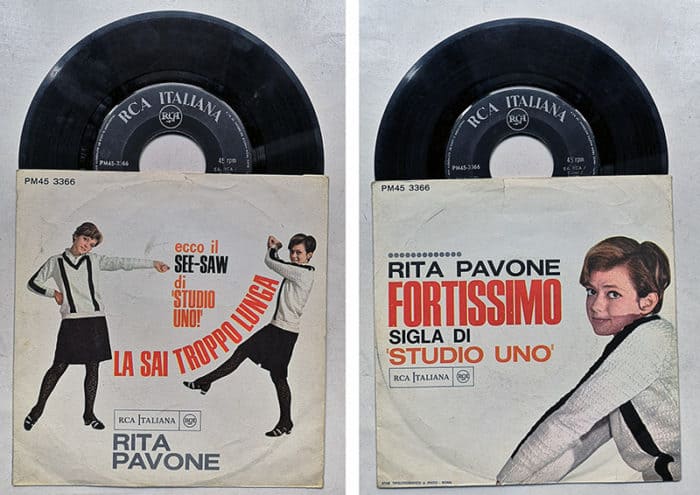 RCA ITALIANA
RCA
PM45-3366
45 rpm
PM45 3366
ecco il
SEE-SAW
di
'STUDIO
UNO!'
LA SAI TROPPO LUNGA
RCA ITALIANA
RITA
PAVONE
RCA ITALIANA
RCA
PM45-3366
45 rpm
PM45 3366
RITA PAVONE
FORTISSIMO
SIGLA DI
'STUDIO UNO'
RCA ITALIANA